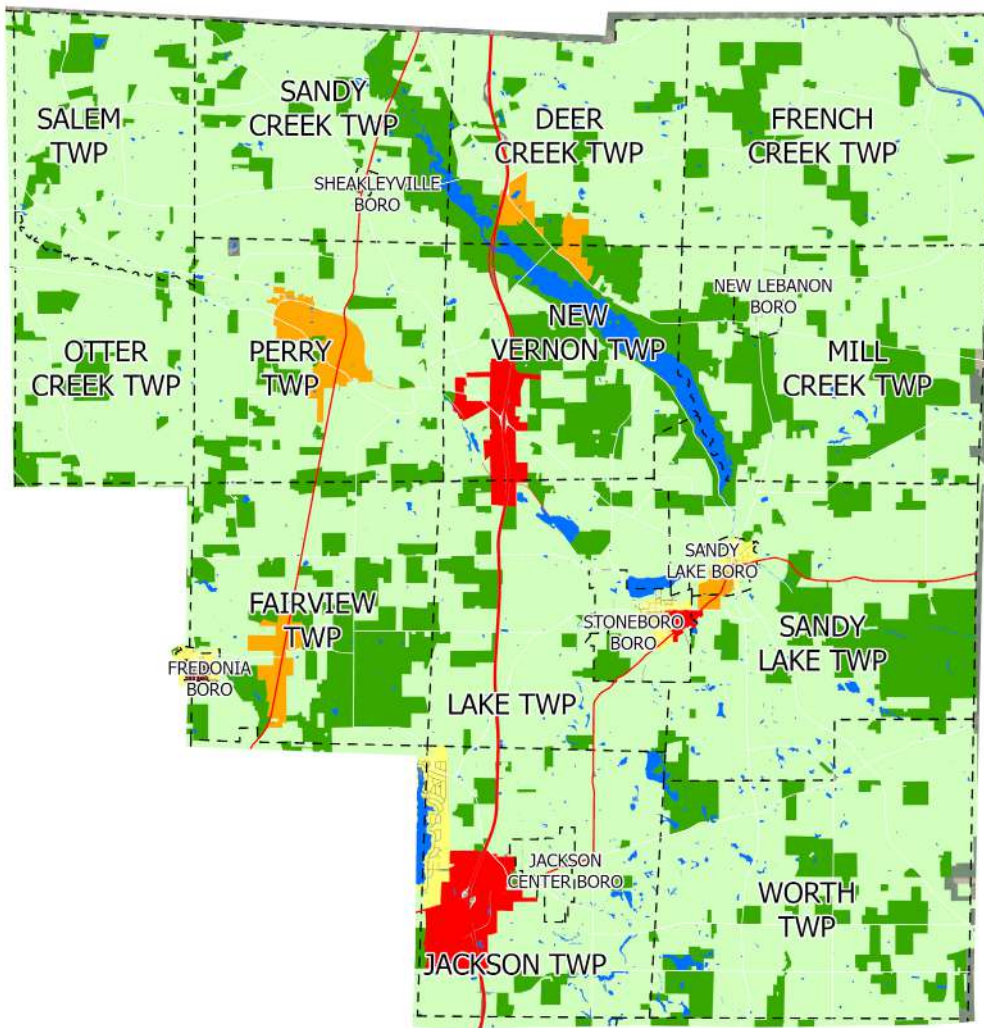 SALEM
TWP
SANDY
CREEK TWP
DEER
CREEK TWP
FRENCH
CREEK TWP
SHEAKLEYVILLE
BORO
OTTER
CREEK TWP
PERRY
TWP
NEW
VERNON TWP
NEW LEBANON
BORO
MILL
CREEK TWP
SANDY
LAKE BORO
FAIRVIEW
TWP
STONEBORO
BORO
SANDY
LAKE TWP
FREDONIA
BORO
LAKE TWP
JACKSON
CENTER BORO
WORTH
TWP
JACKSON TWP